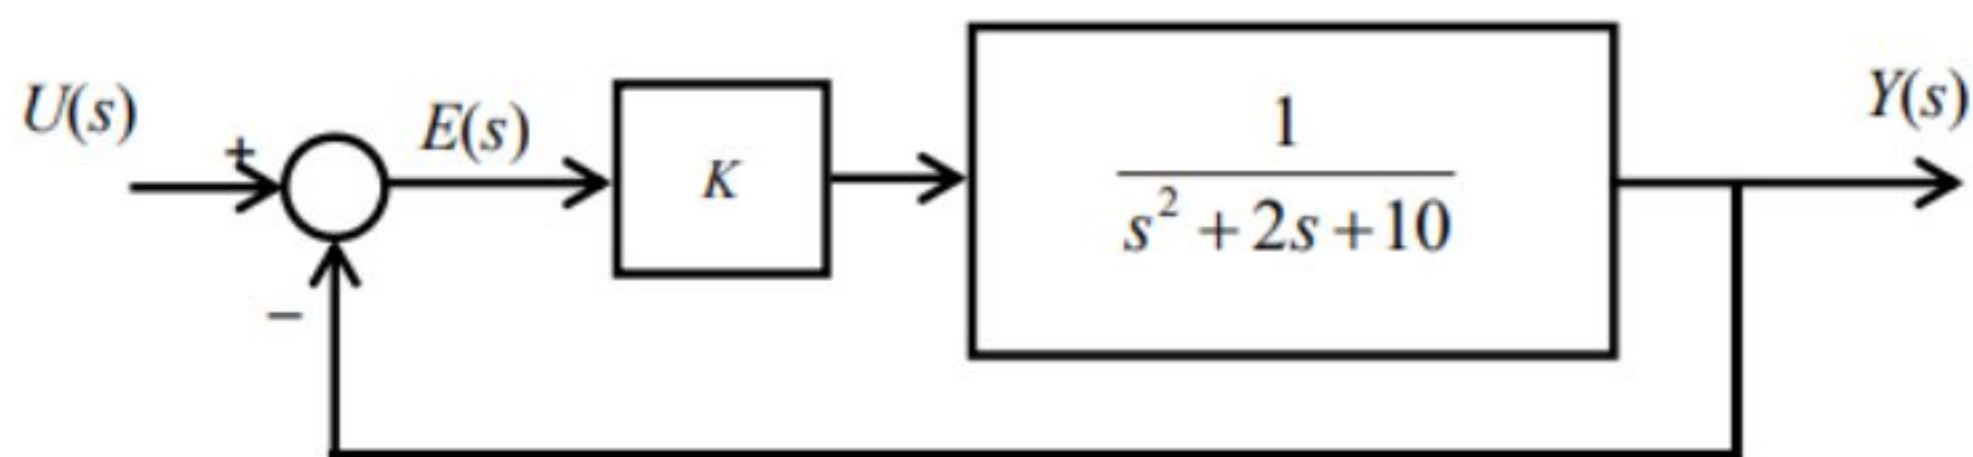 U(s)
+
E(s)
K
1
s² + 2s + 10
Y(s)
−